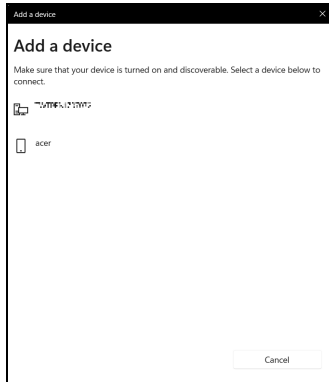 Add a device
Add a device
Make sure that your device is turned on and discoverable. Select a device below to
connect.
acer
Cancel